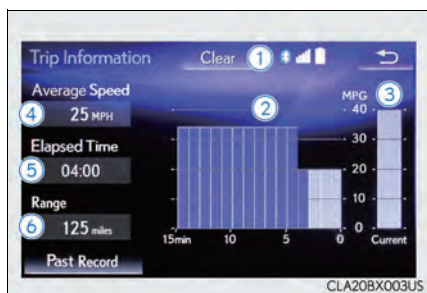 Trip Information
Clear
1
Average Speed
4
25 MPH
Elapsed Time
5
04:00
Range
6
125 miles
Past Record
2
MPG
3
40
30
20
10
0
15min
10
5
0
Current
CLA20BX003US